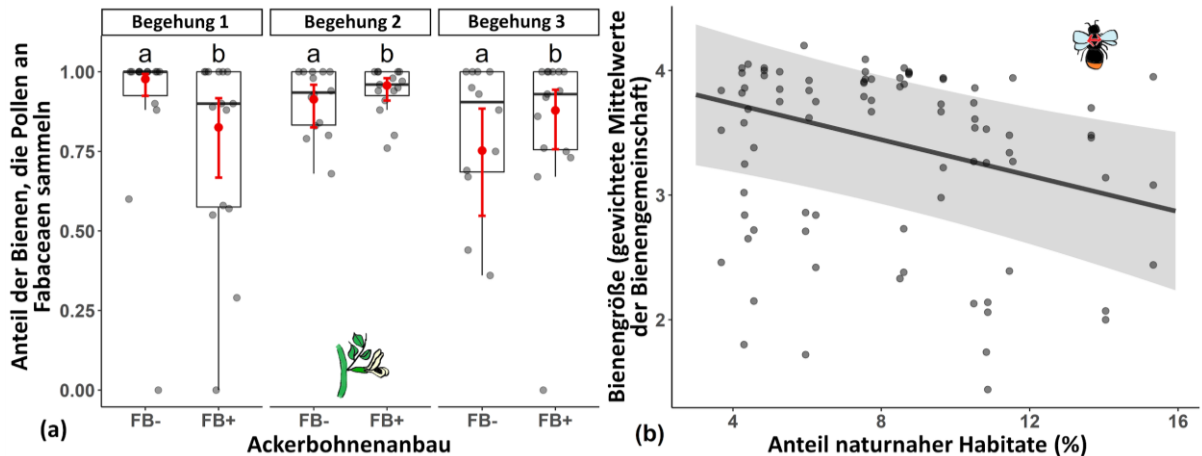 Begehung 1
Begehung 2
Begehung 3
a
b
a
b
a
b
Anteil der Bienen, die Pollen an
Fabaceaen sammeln
1.00
0.75
0.50
0.25
0.00
FB-
FB+
FB-
FB+
FB-
FB+
(a)
Ackerbohnenanbau
Bienengröße (gewichtete Mittelwerte
der Bienengemeinschaft)
4
3
2
4
8
12
16
(b)
Anteil naturnaher Habitate (%)